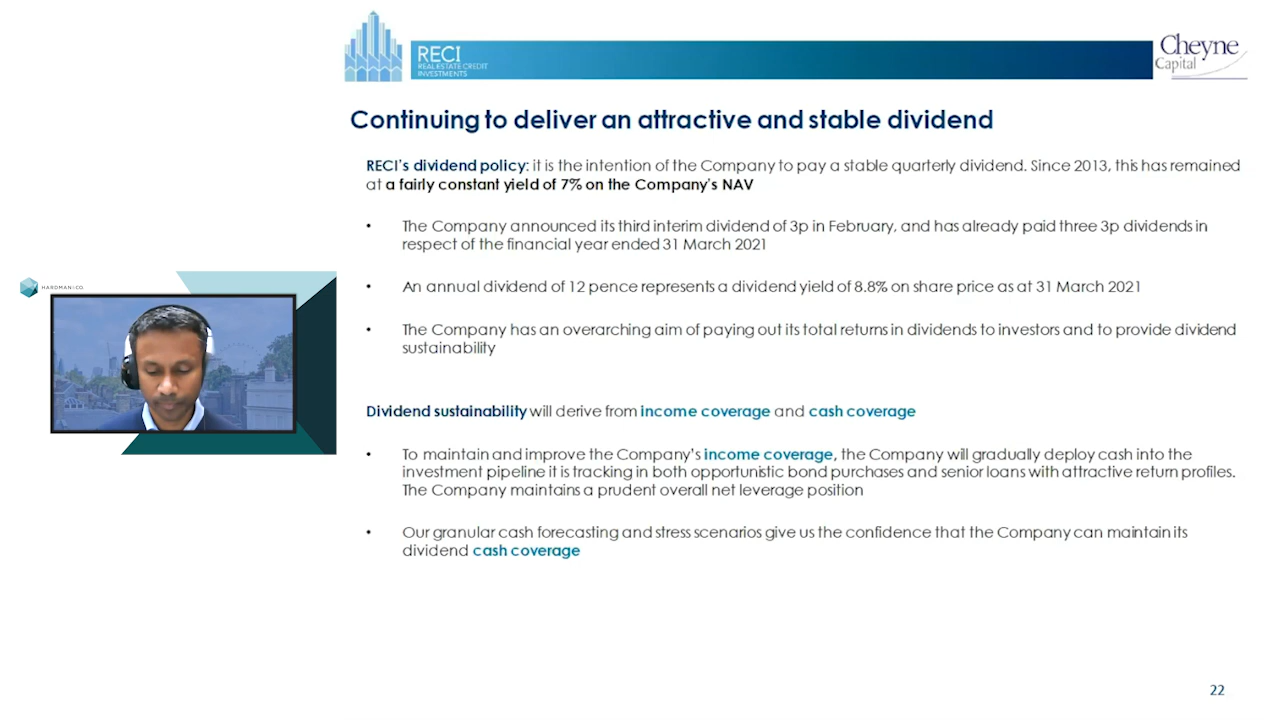 RECI
REAL ESTATE CREDIT
INVESTMENTS
Cheyne
Capital
Continuing to deliver an attractive and stable dividend
RECI's dividend policy: it is the intention of the Company to pay a stable quarterly dividend. Since 2013, this has remained
at a fairly constant yield of 7% on the Company's NAV
• The Company announced its third interim dividend of 3p in February, and has already paid three 3p dividends in
respect of the financial year ended 31 March 2021
• An annual dividend of 12 pence represents a dividend yield of 8.8% on share price as at 31 March 2021
• The Company has an overarching aim of paying out its total returns in dividends to investors and to provide dividend
sustainability
HARDMAN&CO.
Dividend sustainability will derive from income coverage and cash coverage
• To maintain and improve the Company's income coverage, the Company will gradually deploy cash into the
investment pipeline it is tracking in both opportunistic bond purchases and senior loans with attractive return profiles.
The Company maintains a prudent overall net leverage position
• Our granular cash forecasting and stress scenarios give us the confidence that the Company can maintain its
dividend cash coverage
22